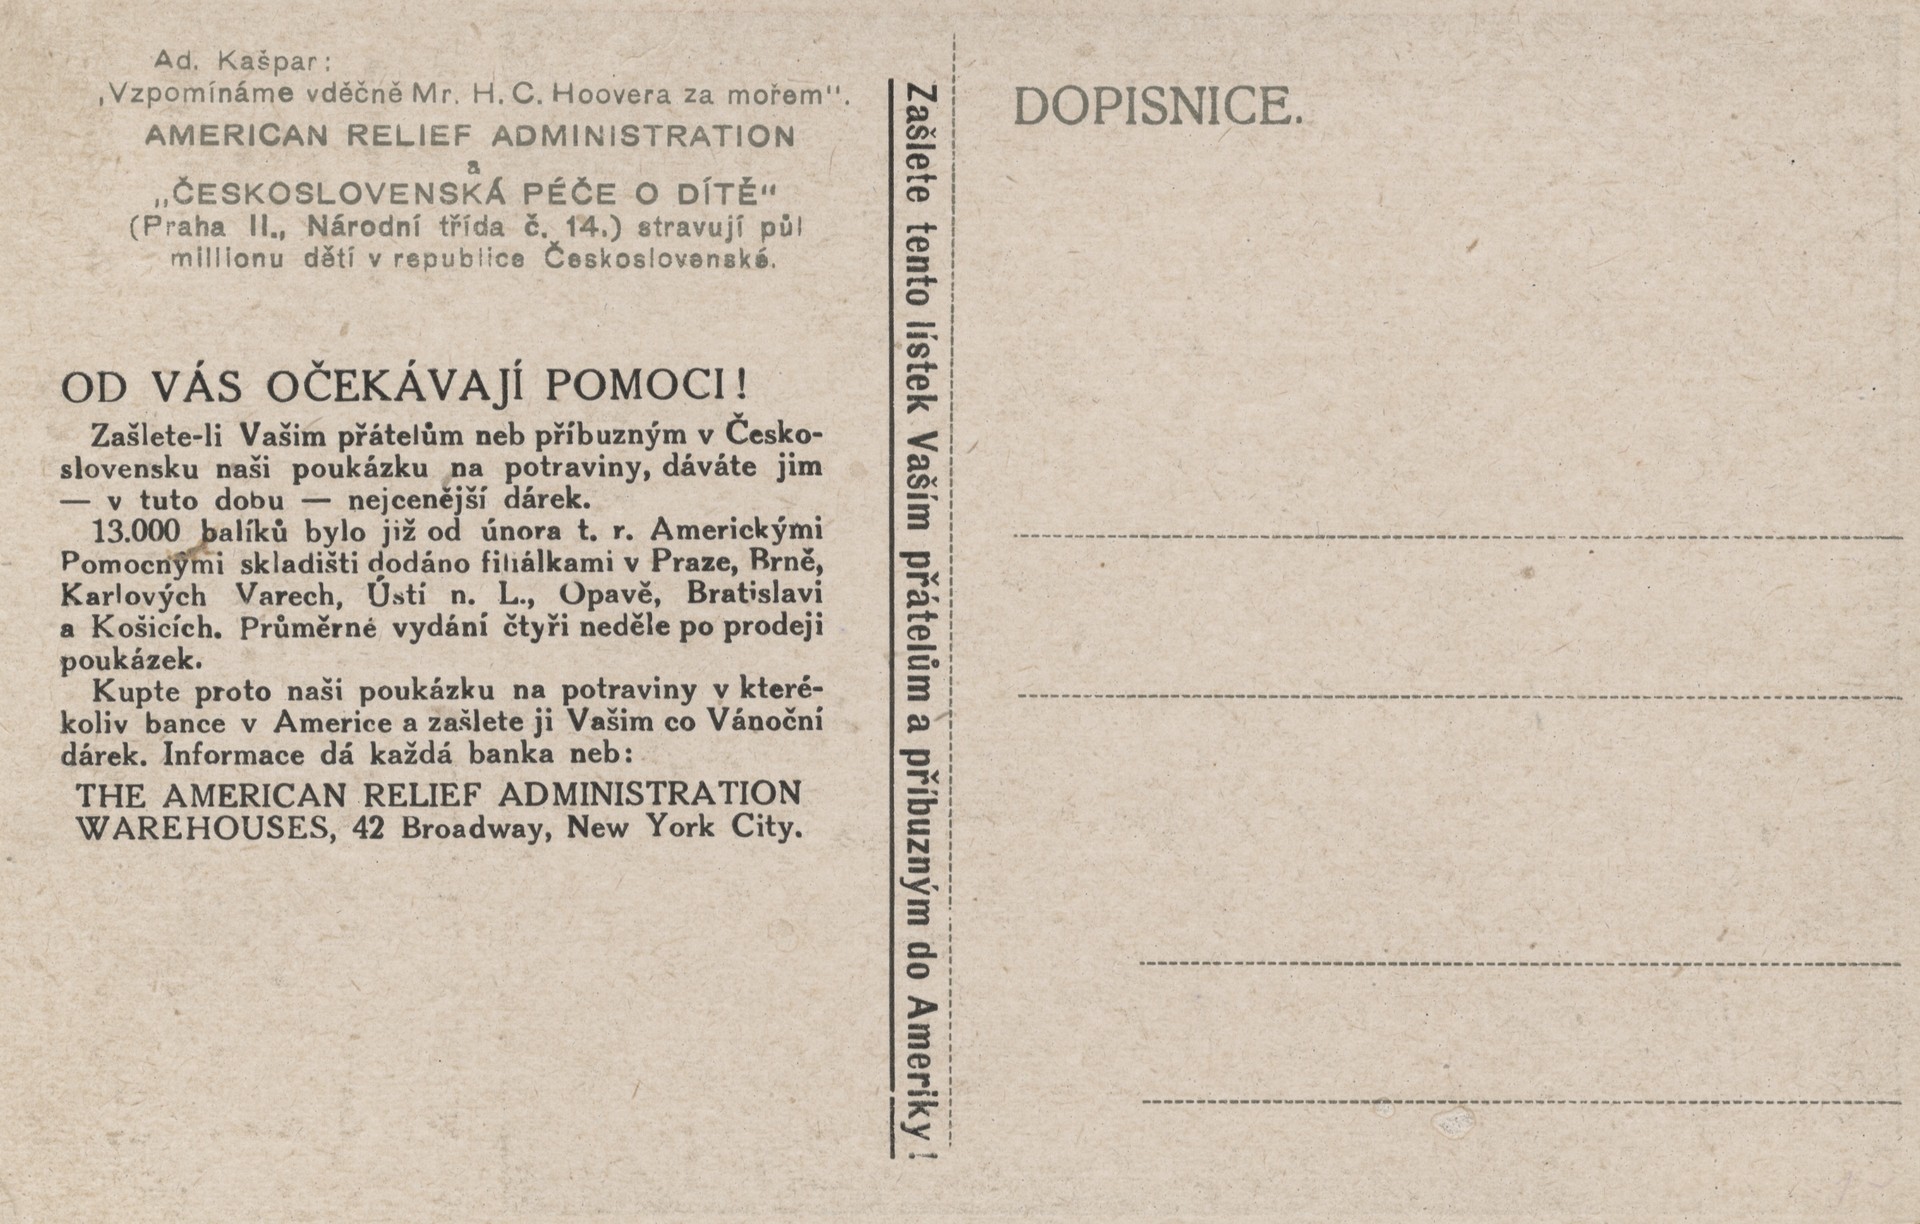 Ad. Kašpar:
‚Vzpomínáme vděčně Mr. H. C. Hoovera za mořem".
AMERICAN RELIEF ADMINISTRATION
a
„ČESKOSLOVENSKÁ PÉČE O DÍTĚ"
(Praha II., Národní třída č. 14.) stravují půl
millionu dětí v republice Československé.
OD VÁS OČEKÁVAJÍ POMOCI!
Zašlete-li Vašim přátelům neb příbuzným v Česko-
slovensku naši poukázku na potraviny, dáváte jim
— v tuto dobu — nejcenější dárek.
13.000 balíků bylo již od února t. r. Americkými
Pomocnými skladišti dodáno filiálkami v Praze, Brně,
Karlových Varech, Ústí n. L., Opavě, Bratislavi
a Košicích. Průměrné vydání čtyři neděle po prodeji
poukázek.
Kupte proto naši poukázku na potraviny v které-
koliv bance v Americe a zašlete ji Vašim co Vánoční
dárek. Informace dá každá banka neb:
THE AMERICAN RELIEF ADMINISTRATION
WAREHOUSES, 42 Broadway, New York City.
Zašlete tento lístek Vaším přátelům a příbuzným do Ameriky!
DOPISNICE.